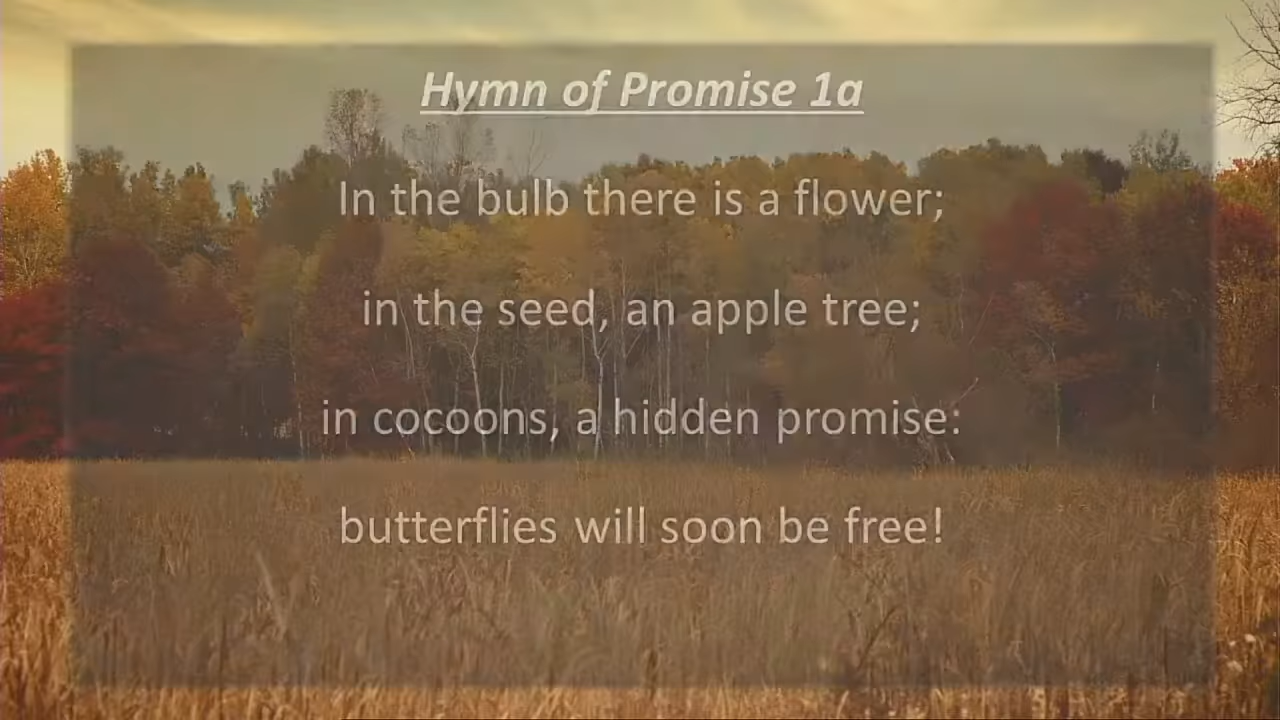 Hymn of Promise 1a
In the bulb there is a flower;
in the seed, an apple tree;
in cocoons, a hidden promise:
butterflies will soon be free!